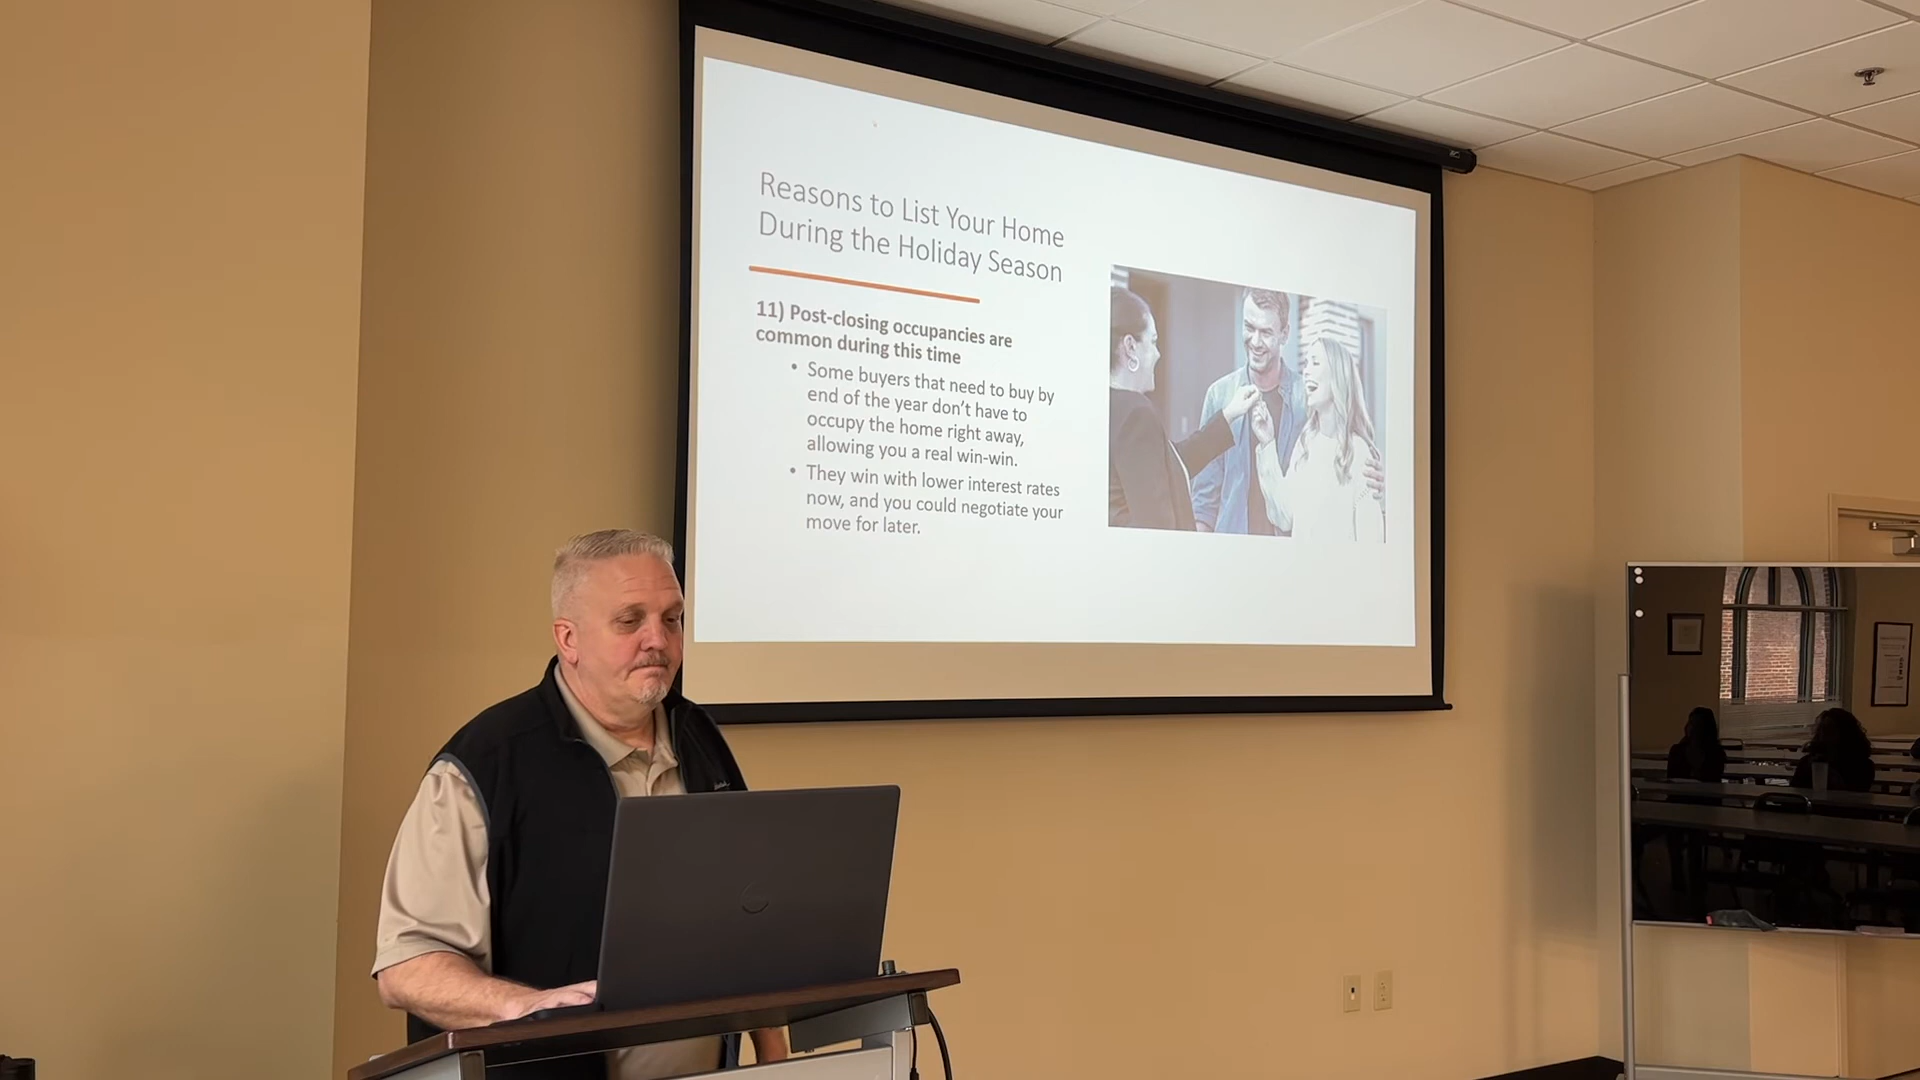 Reasons to List Your Home
During the Holiday Season
11) Post-closing occupancies are
common during this time
• Some buyers that need to buy by
end of the year don't have to
occupy the home right away,
allowing you a real win-win.
• They win with lower interest rates
now, and you could negotiate your
move for later.